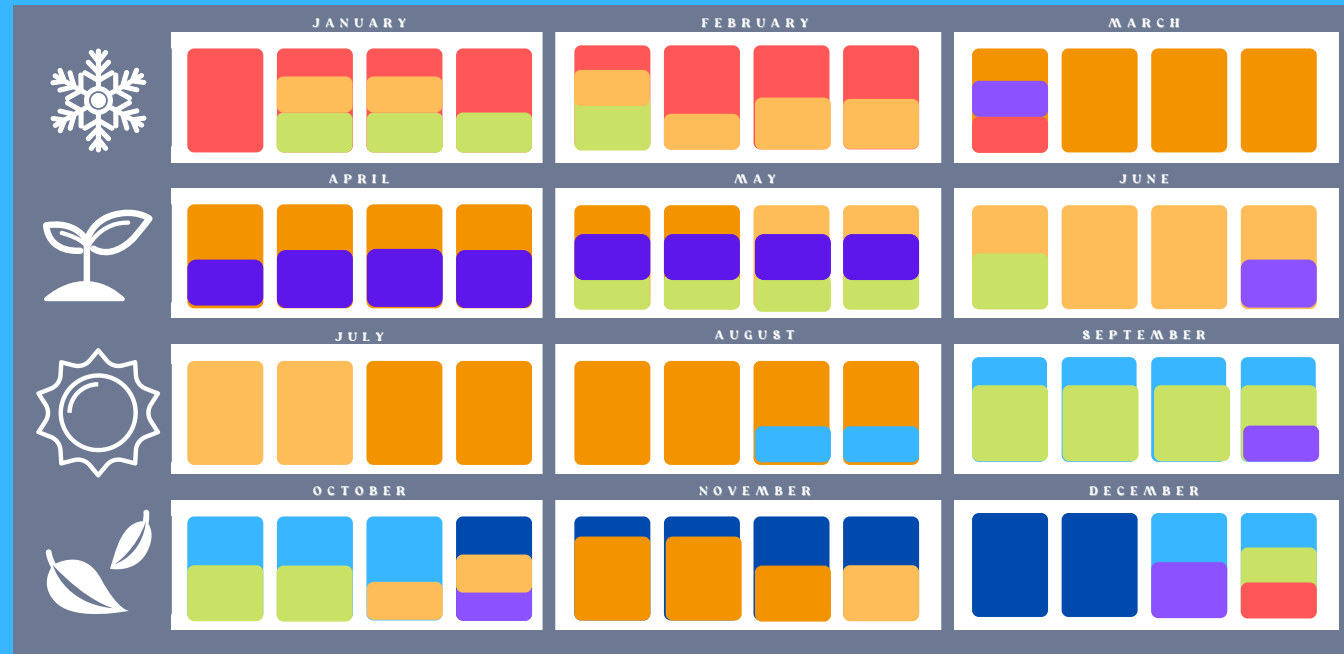 JANUARY
FEBRUARY
MARCH
APRIL
MAY
JUNE
JULY
AUGUST
SEPTEMBER
OCTOBER
NOVEMBER
DECEMBER